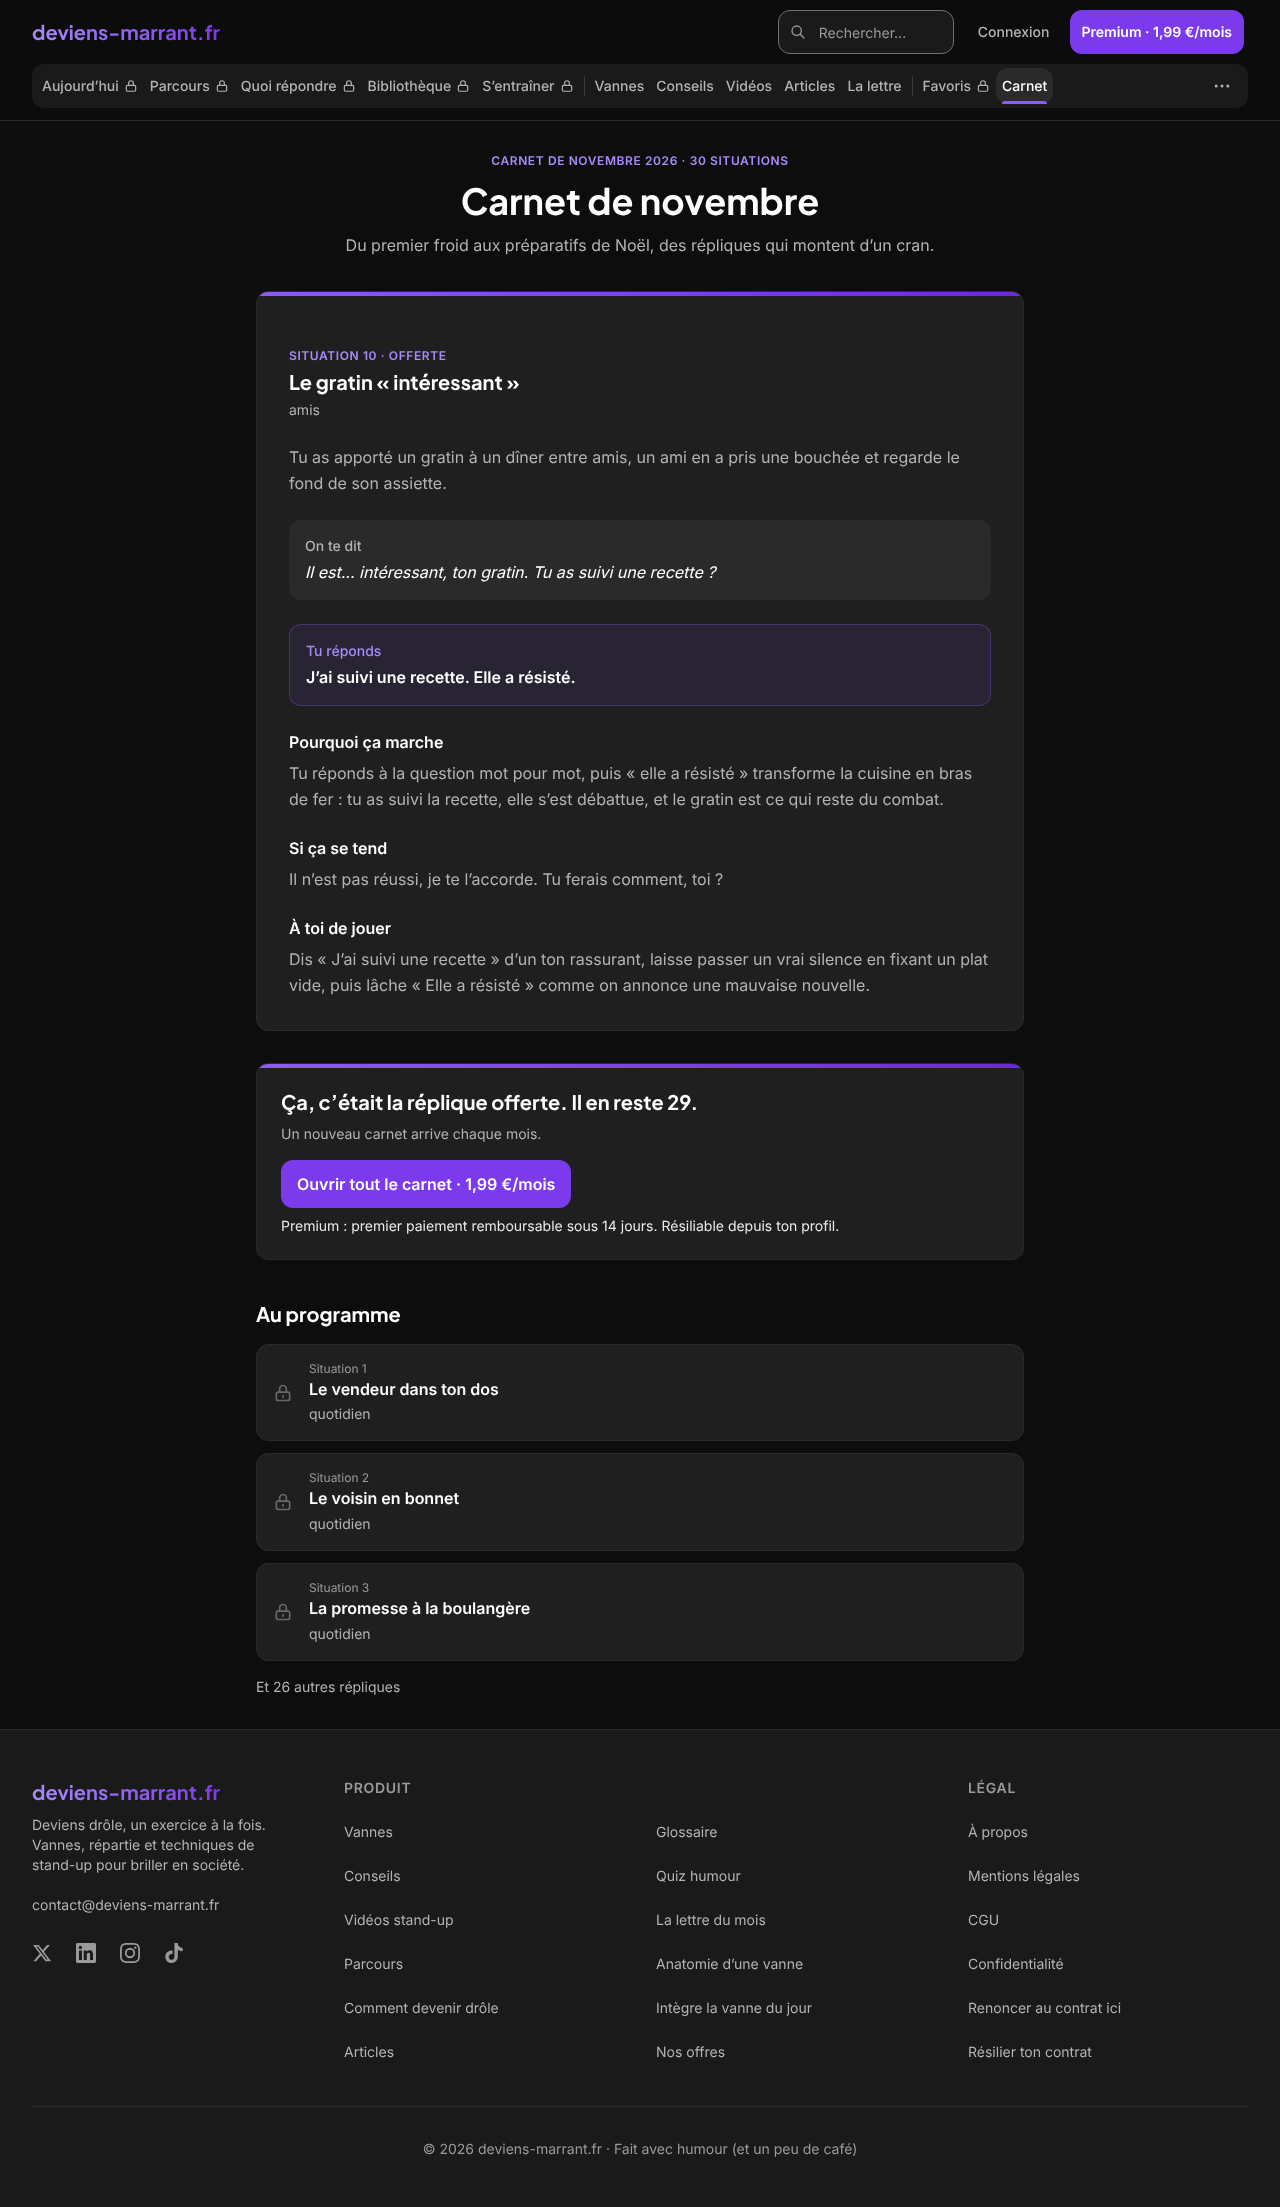 deviens-marrant.fr
Rechercher...
Connexion
Premium · 1,99 €/mois
Aujourd’hui
Parcours
Quoi répondre
Bibliothèque
S’entraîner
Vannes
Conseils
Vidéos
Articles
La lettre
Favoris
Carnet
CARNET DE NOVEMBRE 2026 · 30 SITUATIONS
Carnet de novembre
Du premier froid aux préparatifs de Noël, des répliques qui montent d’un cran.
SITUATION 10 · OFFERTE
Le gratin « intéressant »
amis
Tu as apporté un gratin à un dîner entre amis, un ami en a pris une bouchée et regarde le
fond de son assiette.
On te dit
Il est… intéressant, ton gratin. Tu as suivi une recette ?
Tu réponds
J’ai suivi une recette. Elle a résisté.
Pourquoi ça marche
Tu réponds à la question mot pour mot, puis « elle a résisté » transforme la cuisine en bras
de fer : tu as suivi la recette, elle s’est débattue, et le gratin est ce qui reste du combat.
Si ça se tend
Il n’est pas réussi, je te l’accorde. Tu ferais comment, toi ?
À toi de jouer
Dis « J’ai suivi une recette » d’un ton rassurant, laisse passer un vrai silence en fixant un plat
vide, puis lâche « Elle a résisté » comme on annonce une mauvaise nouvelle.
Ça, c’était la réplique offerte. Il en reste 29.
Un nouveau carnet arrive chaque mois.
Ouvrir tout le carnet · 1,99 €/mois
Premium : premier paiement remboursable sous 14 jours. Résiliable depuis ton profil.
Au programme
Situation 1
Le vendeur dans ton dos
quotidien
Situation 2
Le voisin en bonnet
quotidien
Situation 3
La promesse à la boulangère
quotidien
Et 26 autres répliques
deviens-marrant.fr
Deviens drôle, un exercice à la fois.
Vannes, répartie et techniques de
stand-up pour briller en société.
contact@deviens-marrant.fr
PRODUIT
Vannes
Conseils
Vidéos stand-up
Parcours
Comment devenir drôle
Articles
Glossaire
Quiz humour
La lettre du mois
Anatomie d’une vanne
Intègre la vanne du jour
Nos offres
LÉGAL
À propos
Mentions légales
CGU
Confidentialité
Renoncer au contrat ici
Résilier ton contrat
© 2026 deviens-marrant.fr · Fait avec humour (et un peu de café)